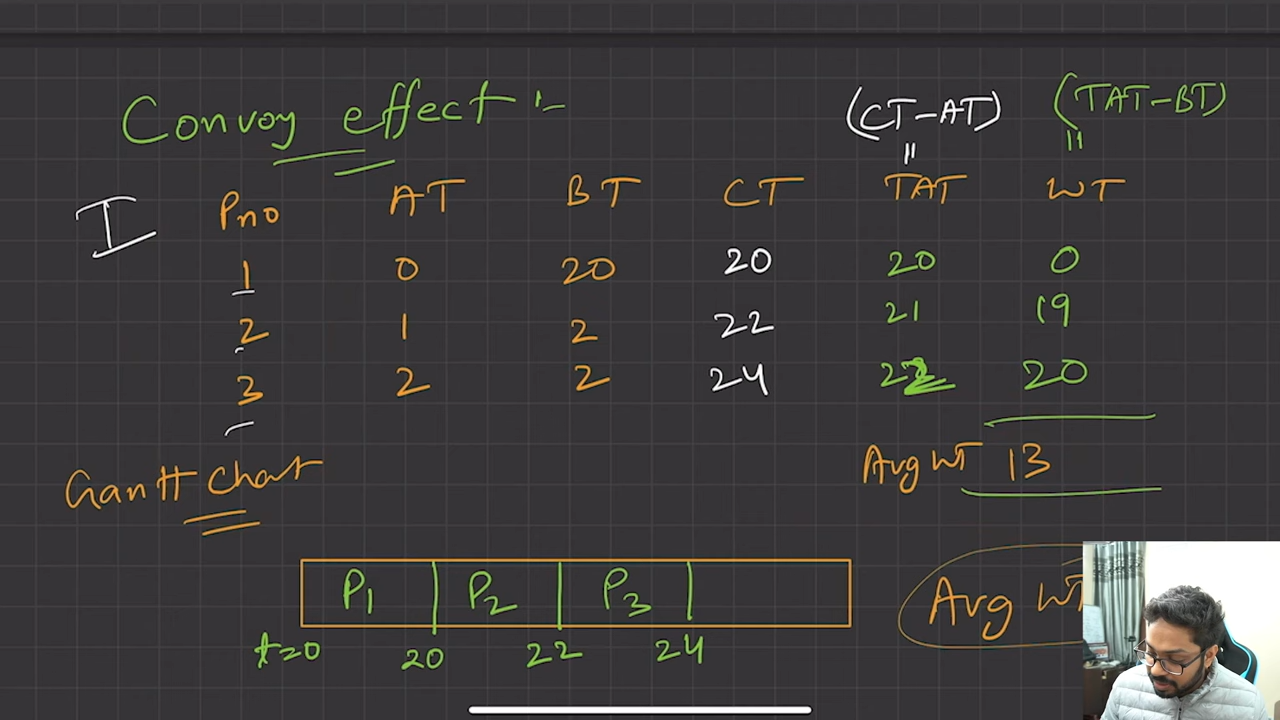 Convoy effect :-
(CT-AT) (TAT-BT)
= =
I Pno AT BT CT TAT WT
1 0 20 20 20 0
2 1 2 22 21 19
3 2 2 24 22 20
Avg WT 13
Gantt Chart
P1 P2 P3
t=0 20 22 24
Avg WT